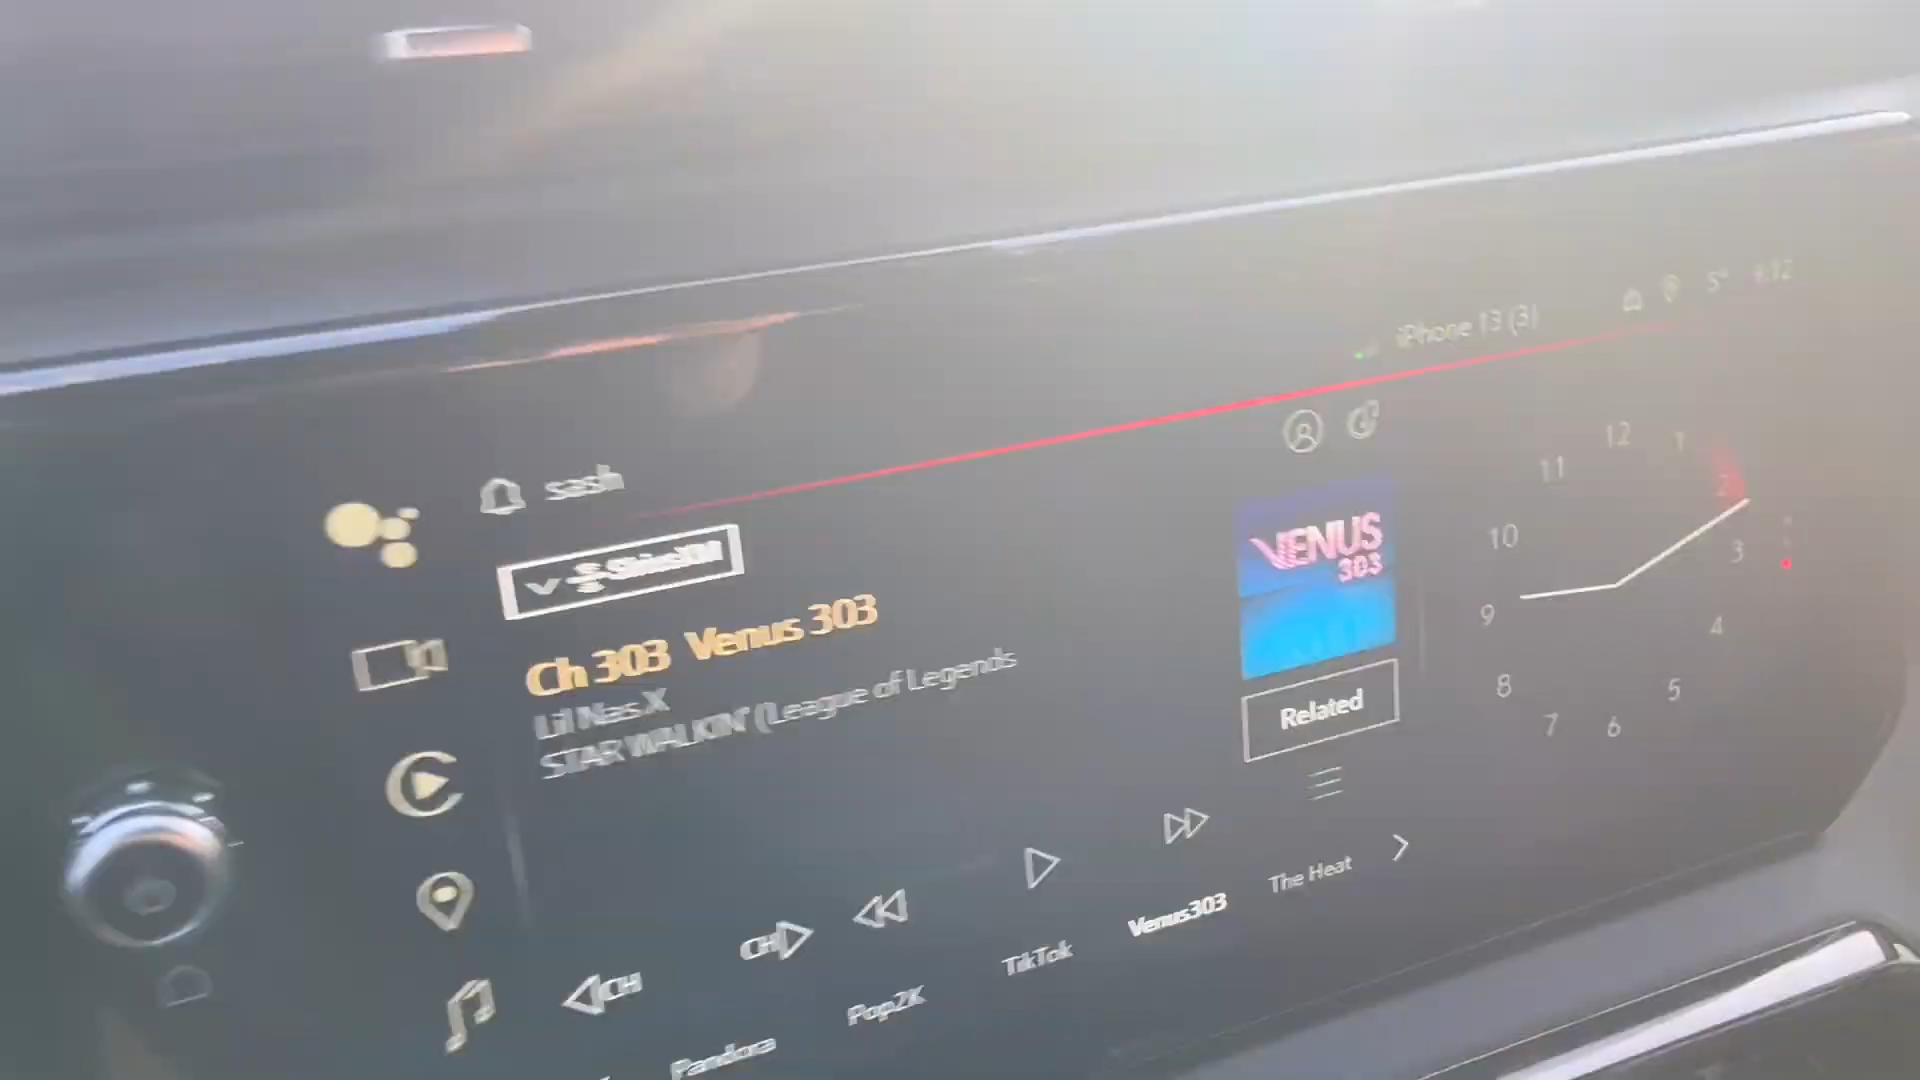 5°
iPhone 13 (3)
sash
SiriusXM
Ch 303 Venus 303
Lil Nas X
STAR WALKIN' (League of Legends
VENUS
303
Related
12
1
2
3
4
5
6
7
8
9
10
11
CH
CH
Pandora
Pop2K
TikTok
Venus303
The Heat